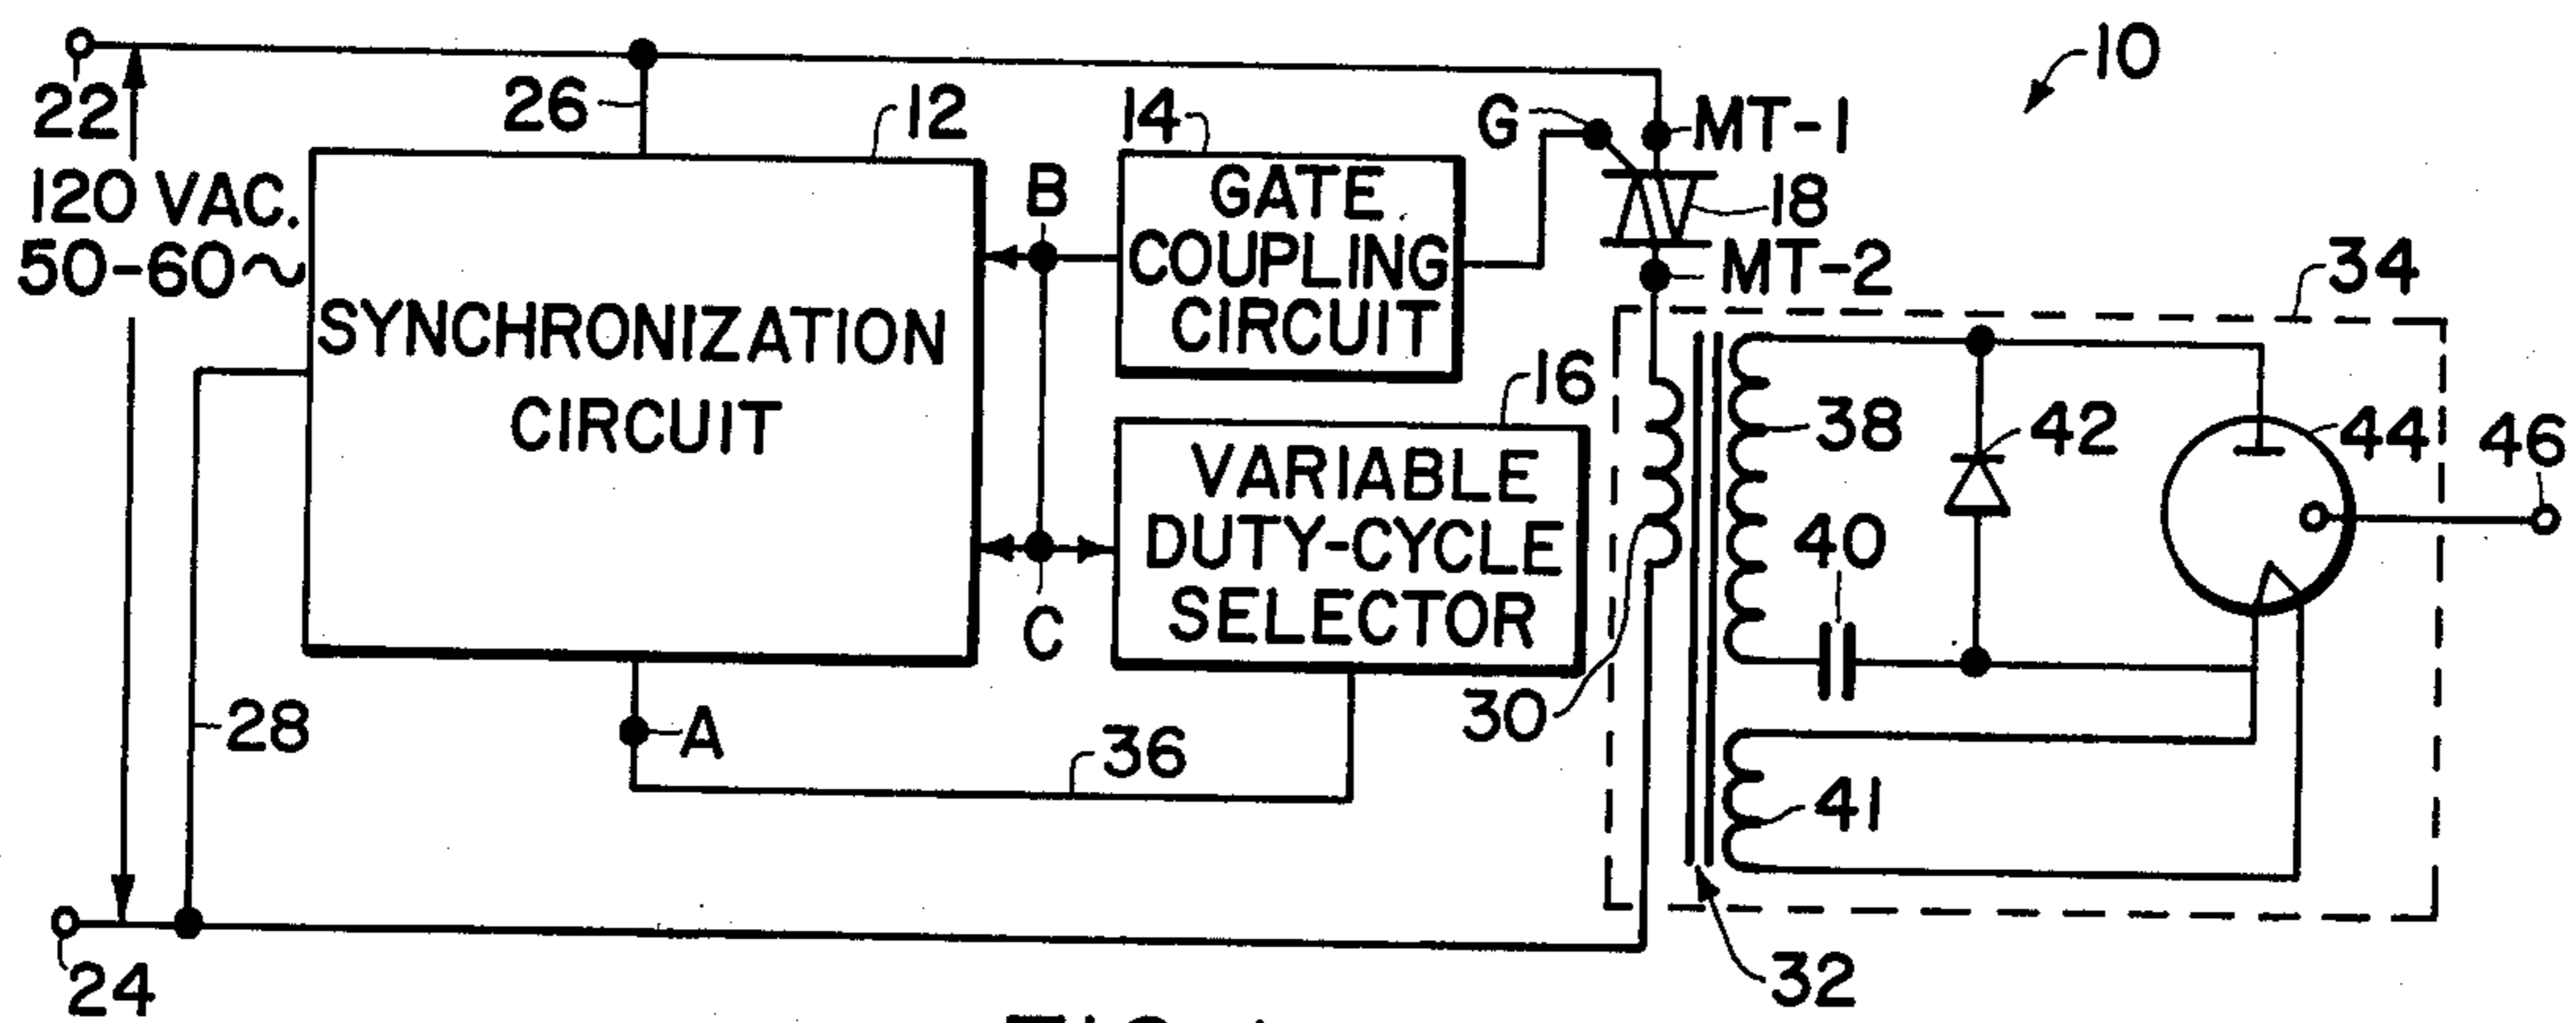 10
22
26
12
14
G
MT-1
120 VAC.
50-60~
B
GATE
COUPLING
CIRCUIT
18
MT-2
34
SYNCHRONIZATION
CIRCUIT
16
VARIABLE
DUTY-CYCLE
SELECTOR
38
42
44
46
40
C
30
28
A
36
41
24
32